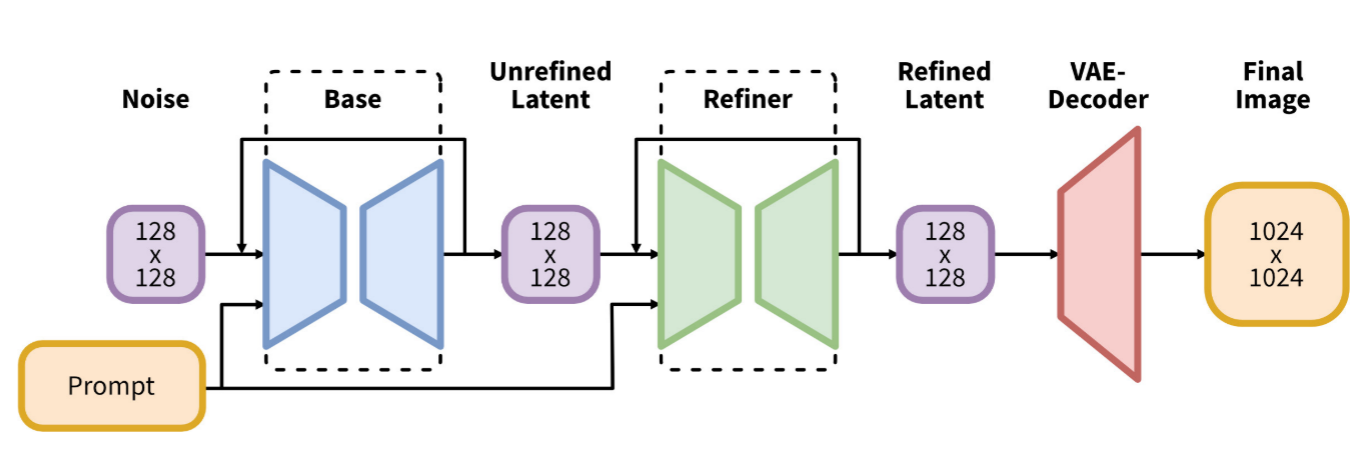 Noise
Base
Unrefined
Latent
Refiner
Refined
Latent
VAE-
Decoder
Final
Image
128
x
128
128
x
128
128
x
128
1024
x
1024
Prompt